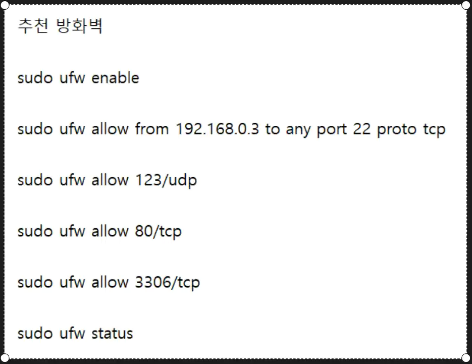 추천 방화벽
sudo ufw enable
sudo ufw allow from 192.168.0.3 to any port 22 proto tcp
sudo ufw allow 123/udp
sudo ufw allow 80/tcp
sudo ufw allow 3306/tcp
sudo ufw status